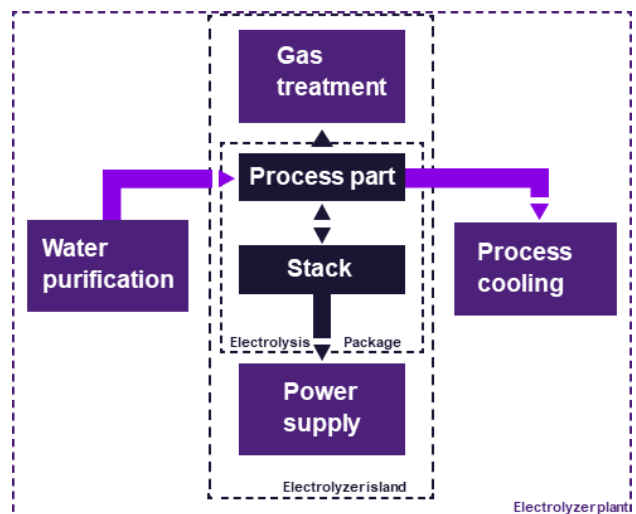 Gas
treatment
Process part
Water
purification
Stack
Process
cooling
Electrolysis Package
Power
supply
Electrolyzer island
Electrolyzer plant